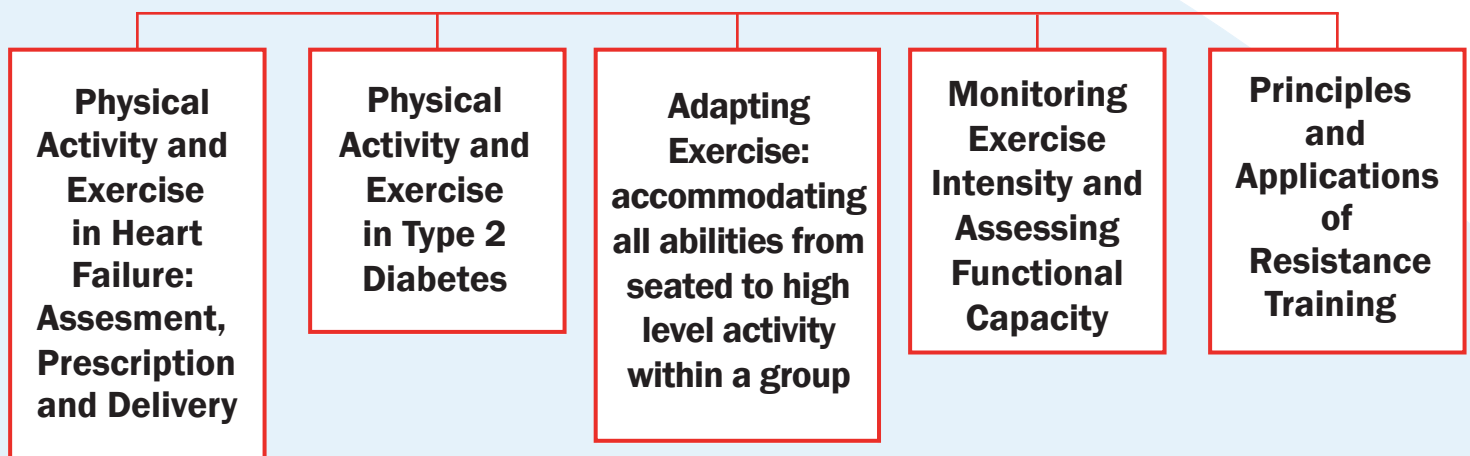 Physical
Activity and
Exercise
in Heart
Failure:
Assesment,
Prescription
and Delivery
Physical
Activity and
Exercise
in Type 2
Diabetes
Adapting
Exercise:
accommodating
all abilities from
seated to high
level activity
within a group
Monitoring
Exercise
Intensity and
Assessing
Functional
Capacity
Principles
and
Applications
of
Resistance
Training